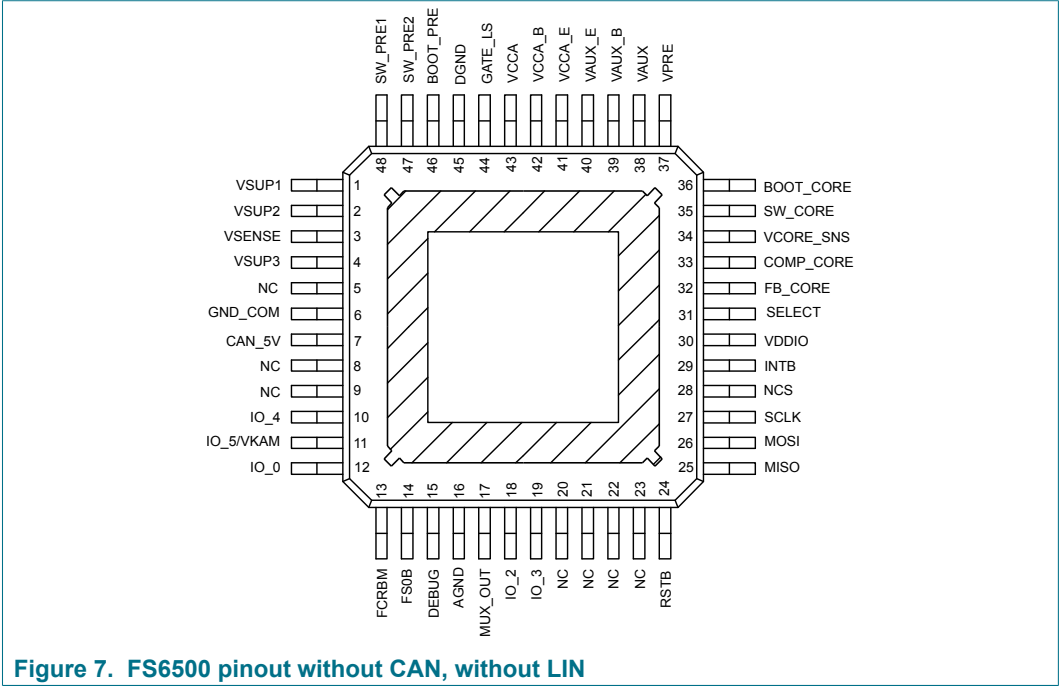 SW_PRE1
SW_PRE2
BOOT_PRE
DGND
GATE_LS
VCCA
VCCA_B
VCCA_E
VAUX_E
VAUX_B
VAUX
VPRE
48
47
46
45
44
43
42
41
40
39
38
37
VSUP1 1
VSUP2 2
VSENSE 3
VSUP3 4
NC 5
GND_COM 6
CAN_5V 7
NC 8
NC 9
IO_4 10
IO_5/VKAM 11
IO_0 12
36 BOOT_CORE
35 SW_CORE
34 VCORE_SNS
33 COMP_CORE
32 FB_CORE
31 SELECT
30 VDDIO
29 INTB
28 NCS
27 SCLK
26 MOSI
25 MISO
13
14
15
16
17
18
19
20
21
22
23
24
FCRBM
FS0B
DEBUG
AGND
MUX_OUT
IO_2
IO_3
NC
NC
NC
NC
RSTB
Figure 7. FS6500 pinout without CAN, without LIN